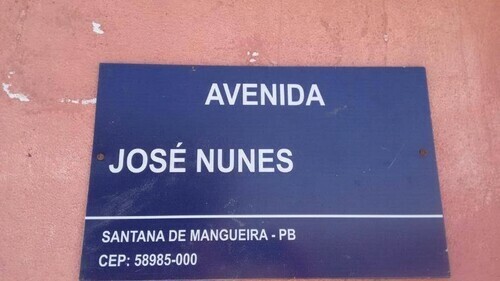 AVENIDA
JOSÉ NUNES
SANTANA DE MANGUEIRA - PB
CEP: 58985-000